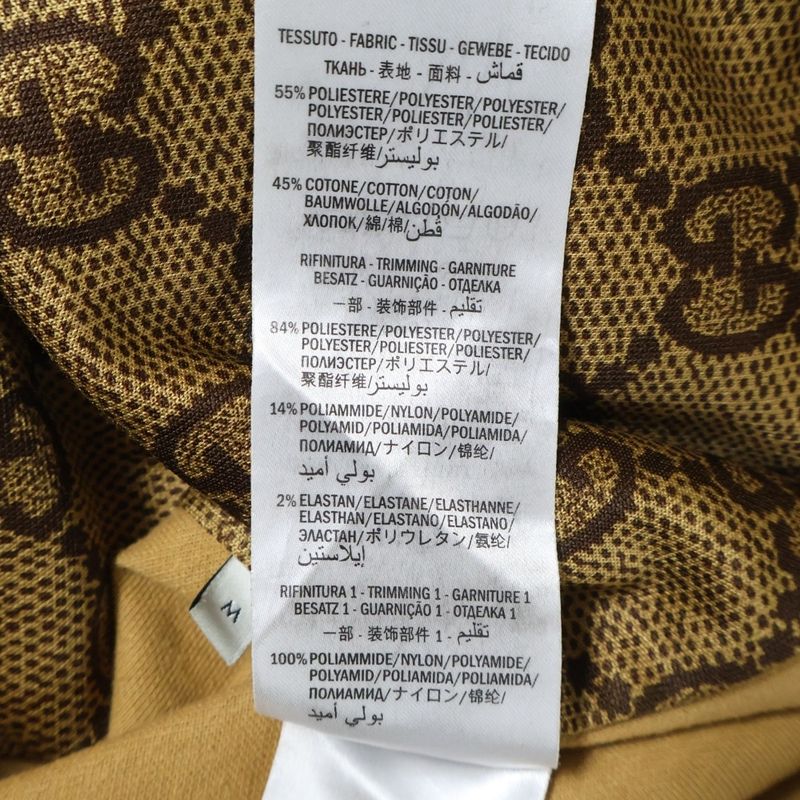 TESSUTO - FABRIC - TISSU - GEWEBE - TECIDO
ТКАНЬ - 表地 - 面料 - قماش
55% POLIESTERE/POLYESTER/POLYESTER/
POLYESTER/POLIESTER/POLIESTER/
ПОЛИЭСТЕР/ポリエステル/
聚酯纤维/بوليستر
45% COTONE/COTTON/COTON/
BAUMWOLLE/ALGODÓN/ALGODÃO/
ХЛОПОК/綿/棉/قطن
RIFINITURA - TRIMMING - GARNITURE
BESATZ - GUARNIÇÃO - ОТДЕЛКА
一部 - 装饰部件 - تقليم
84% POLIESTERE/POLYESTER/POLYESTER/
POLYESTER/POLIESTER/POLIESTER/
ПОЛИЭСТЕР/ポリエステル/
聚酯纤维/بوليستر
14% POLIAMMIDE/NYLON/POLYAMIDE/
POLYAMID/POLIAMIDA/POLIAMIDA/
ПОЛИАМИД/ナイロン/锦纶/
بولي أميد
2% ELASTAN/ELASTANE/ELASTHANNE/
ELASTHAN/ELASTANO/ELASTANO/
ЭЛАСТАН/ポリウレタン/氨纶/
إيلاستين
RIFINITURA 1 - TRIMMING 1 - GARNITURE 1
BESATZ 1 - GUARNIÇÃO 1 - ОТДЕЛКА 1
一部 - 装饰部件 1 - تقليم
100% POLIAMMIDE/NYLON/POLYAMIDE/
POLYAMID/POLIAMIDA/POLIAMIDA/
ПОЛИАМИД/ナイロン/锦纶/
بولي أميد
M